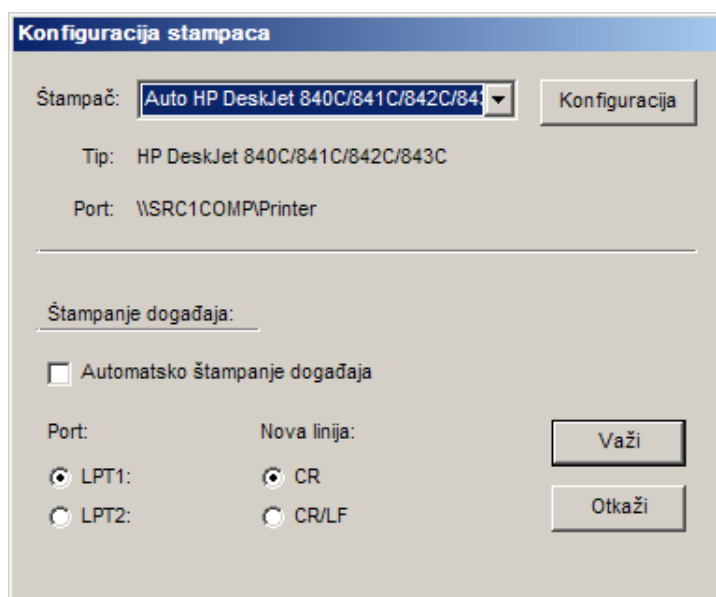 Konfiguracija stampaca
Štampač: Auto HP DeskJet 840C/841C/842C/843 Konfiguracija
Tip: HP DeskJet 840C/841C/842C/843C
Port: \\SRC1COMP\Printer
Štampanje događaja:
Automatsko štampanje događaja
Port: Nova linija: Važi
LPT1: CR
LPT2: CR/LF Otkaži